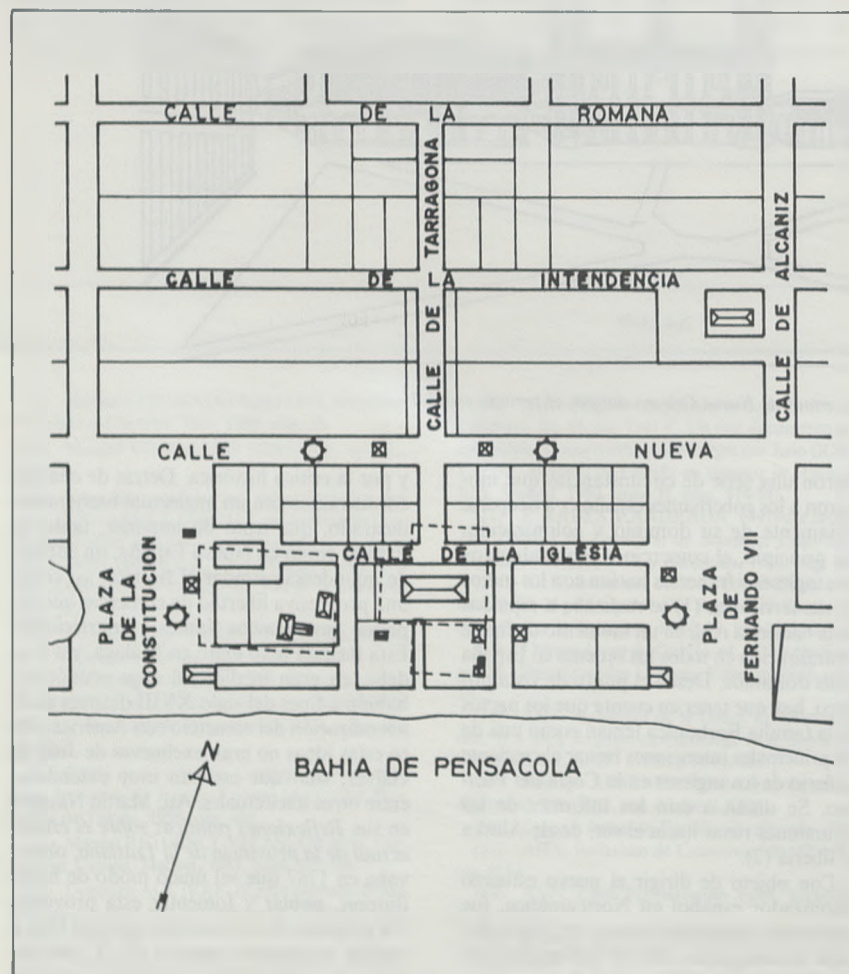 CALLE DE LA ROMANA
CALLE DE LA TARRAGONA
CALLE DE ALCANIZ
CALLE DE LA INTENDENCIA
CALLE NUEVA
CALLE DE LA IGLESIA
PLAZA
DE LA
CONSTITUCION
PLAZA
DE
FERNANDO VII
BAHIA DE PENSACOLA
N